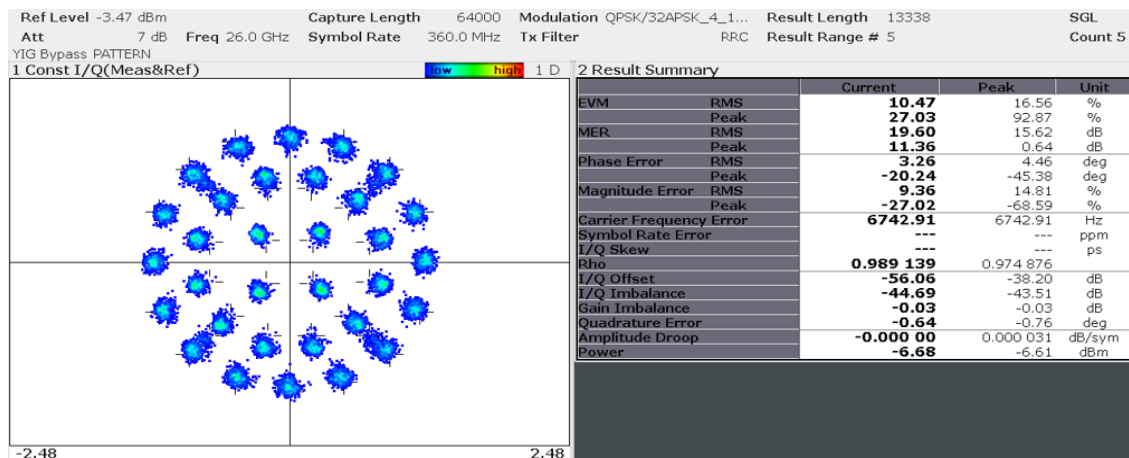 Ref Level -3.47 dBm Capture Length 64000 Modulation QPSK/32APSK_4_1... Result Length 13338 SGL
Att 7 dB Freq 26.0 GHz Symbol Rate 360.0 MHz Tx Filter RRC Result Range # 5 Count 5
YIG Bypass PATTERN
1 Const I/Q(Meas&Ref) low high 1 D 2 Result Summary
Current Peak Unit
EVM RMS 10.47 16.56 %
Peak 27.03 92.87 %
MER RMS 19.60 15.62 dB
Peak 11.36 0.64 dB
Phase Error RMS 3.26 4.46 deg
Peak -20.24 -45.38 deg
Magnitude Error RMS 9.36 14.81 %
Peak -27.02 -68.59 %
Carrier Frequency Error 6742.91 6742.91 Hz
Symbol Rate Error --- --- ppm
I/Q Skew --- --- ps
Rho 0.989 139 0.974 876
I/Q Offset -56.06 -38.20 dB
I/Q Imbalance -44.69 -43.51 dB
Gain Imbalance -0.03 -0.03 dB
Quadrature Error -0.64 -0.76 deg
Amplitude Droop -0.000 00 0.000 031 dB/sym
Power -6.68 -6.61 dBm
-2.48 2.48